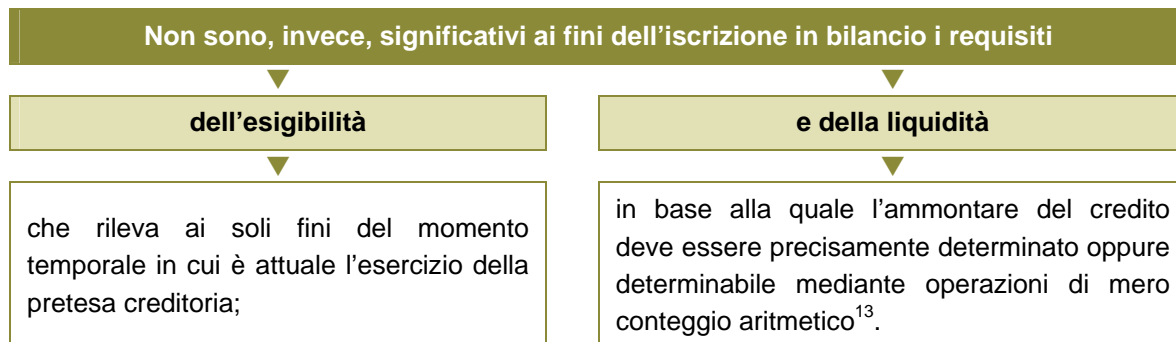 Non sono, invece, significativi ai fini dell’iscrizione in bilancio i requisiti
dell’esigibilità
che rileva ai soli fini del momento
temporale in cui è attuale l’esercizio della
pretesa creditoria;
e della liquidità
in base alla quale l’ammontare del credito
deve essere precisamente determinato oppure
determinabile mediante operazioni di mero
conteggio aritmetico13.